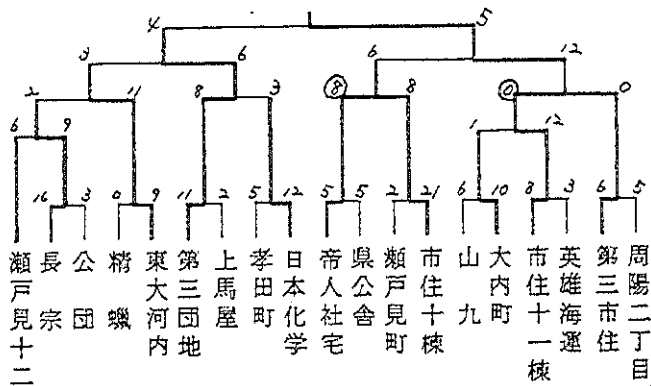 4 5
3 6 6 12
2 11 8 3 ⑧ 8 ⓪ 0
6 9 1 12
16 3 0 9 11 2 5 12 5 5 2 21 6 10 8 3 6 5
瀬戸見十二
長宗
公団
精蠟
東大河内
第三団地
上馬屋
孝田町
日本化学
帝人社宅
県公舎
瀬戸見町
市住十棟
山九
大内町
市住十一棟
英雄海運
第三市住
周陽二丁目